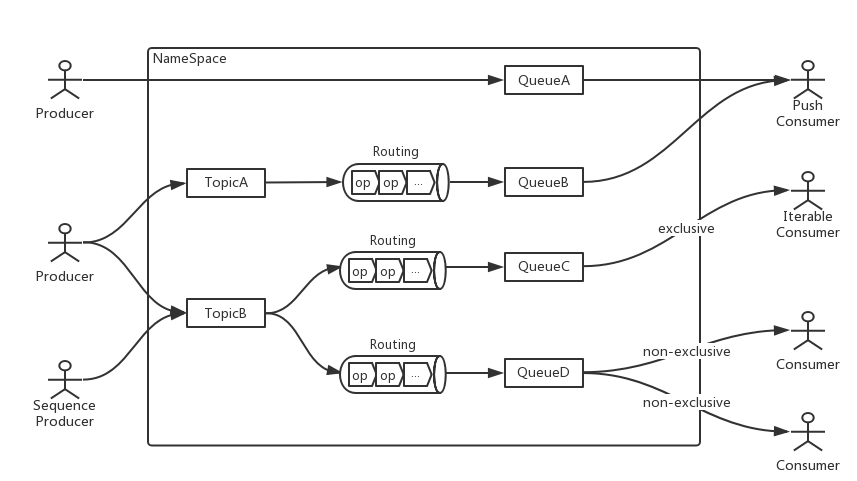 NameSpace
Producer
QueueA
Push
Consumer
Routing
TopicA
op op ...
QueueB
Iterable
Consumer
exclusive
Producer
Routing
op op ...
QueueC
TopicB
Routing
op op ...
QueueD
non-exclusive
Consumer
non-exclusive
Sequence
Producer
Consumer